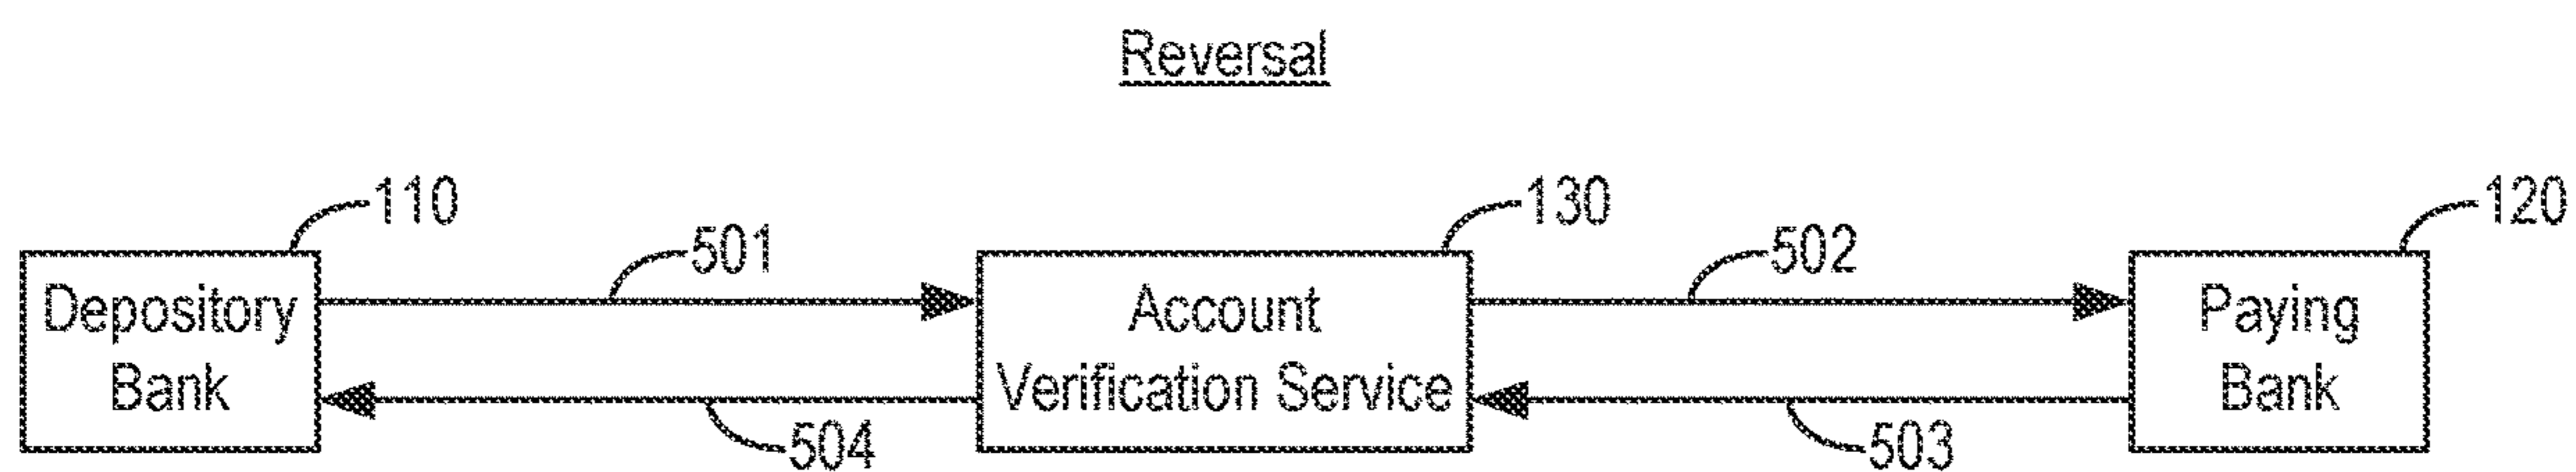 Reversal
110
130
120
501
502
Depository
Bank
Account
Verification Service
Paying
Bank
504
503